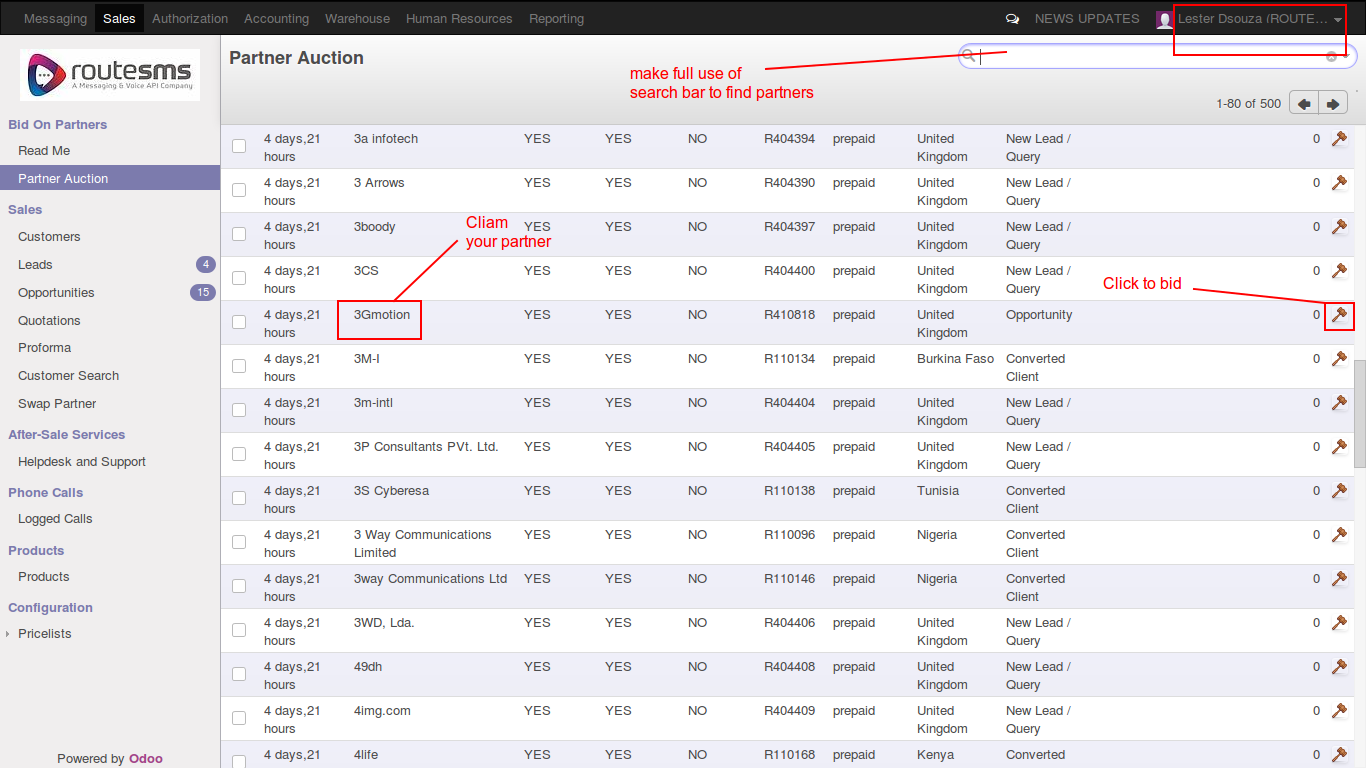 Messaging Sales Authorization Accounting Warehouse Human Resources Reporting NEWS UPDATES Lester Dsouza (ROUTE...
routesms
A Messaging & Voice API Company
Bid On Partners
Read Me
Partner Auction
Sales
Customers
Leads 4
Opportunities 15
Quotations
Proforma
Customer Search
Swap Partner
After-Sale Services
Helpdesk and Support
Phone Calls
Logged Calls
Products
Products
Configuration
Pricelists
Powered by Odoo
Partner Auction
make full use of
search bar to find partners
1-80 of 500
4 days,21 3a infotech YES YES NO R404394 prepaid United New Lead / 0
hours Kingdom Query
4 days,21 3 Arrows YES YES NO R404390 prepaid United New Lead / 0
hours Kingdom Query
Cliam
your partner
4 days,21 3boody YES YES NO R404397 prepaid United New Lead / 0
hours Kingdom Query
4 days,21 3CS YES YES NO R404400 prepaid United New Lead / 0
hours Kingdom Query
Click to bid
4 days,21 3Gmotion YES YES NO R410818 prepaid United Opportunity 0
hours Kingdom
4 days,21 3M-I YES YES NO R110134 prepaid Burkina Faso Converted 0
hours Client
4 days,21 3m-intl YES YES NO R404404 prepaid United New Lead / 0
hours Kingdom Query
4 days,21 3P Consultants PVt. Ltd. YES YES NO R404405 prepaid United New Lead / 0
hours Kingdom Query
4 days,21 3S Cyberesa YES YES NO R110138 prepaid Tunisia Converted 0
hours Client
4 days,21 3 Way Communications YES YES NO R110096 prepaid Nigeria Converted 0
hours Limited Client
4 days,21 3way Communications Ltd YES YES NO R110146 prepaid Nigeria Converted 0
hours Client
4 days,21 3WD, Lda. YES YES NO R404406 prepaid United New Lead / 0
hours Kingdom Query
4 days,21 49dh YES YES NO R404408 prepaid United New Lead / 0
hours Kingdom Query
4 days,21 4img.com YES YES NO R404409 prepaid United New Lead / 0
hours Kingdom Query
4 days,21 4life YES YES NO R110168 prepaid Kenya Converted 0